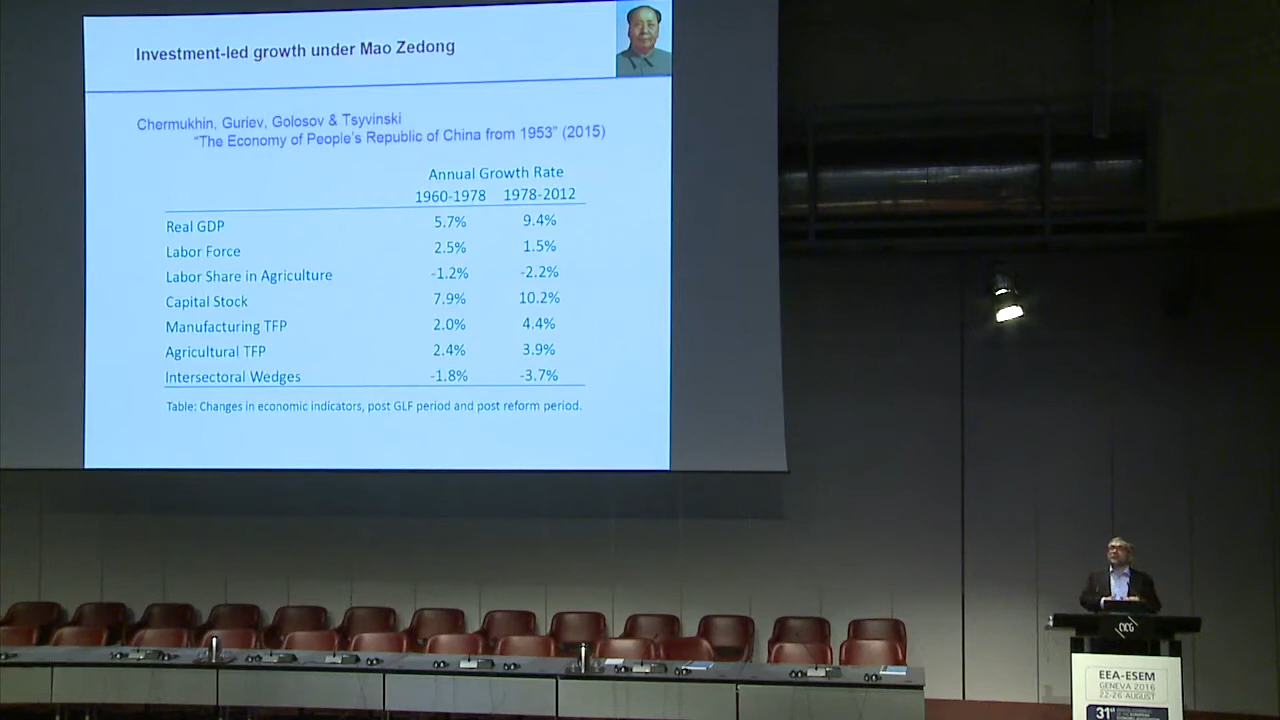 Investment-led growth under Mao Zedong
Chermukhin, Guriev, Golosov & Tsyvinski
"The Economy of People's Republic of China from 1953" (2015)
Annual Growth Rate
1960-1978 1978-2012
Real GDP 5.7% 9.4%
Labor Force 2.5% 1.5%
Labor Share in Agriculture -1.2% -2.2%
Capital Stock 7.9% 10.2%
Manufacturing TFP 2.0% 4.4%
Agricultural TFP 2.4% 3.9%
Intersectoral Wedges -1.8% -3.7%
Table: Changes in economic indicators, post GLF period and post reform period.
CICG
EEA-ESEM
GENEVA 2016
22-26 AUGUST
31st